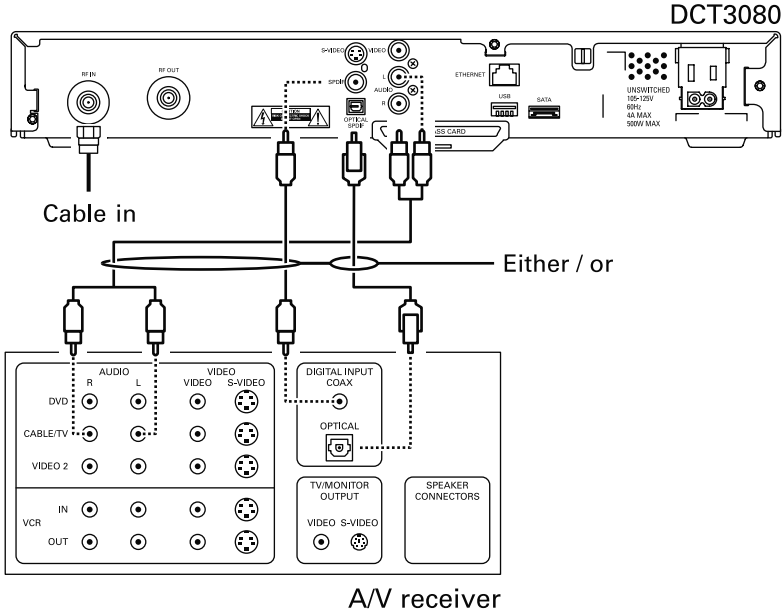 DCT3080
S-VIDEO
VIDEO
RF IN
RF OUT
SPDIF
L
AUDIO
R
OPTICAL
SPDIF
ETHERNET
USB
SATA
UNSWITCHED
105-125V
60Hz
4A MAX
500W MAX
ASS CARD
Cable in
Either / or
AUDIO
R L
VIDEO
VIDEO S-VIDEO
DVD
CABLE/TV
VIDEO 2
IN
VCR
OUT
DIGITAL INPUT
COAX
OPTICAL
TV/MONITOR
OUTPUT
VIDEO S-VIDEO
SPEAKER
CONNECTORS
A/V receiver